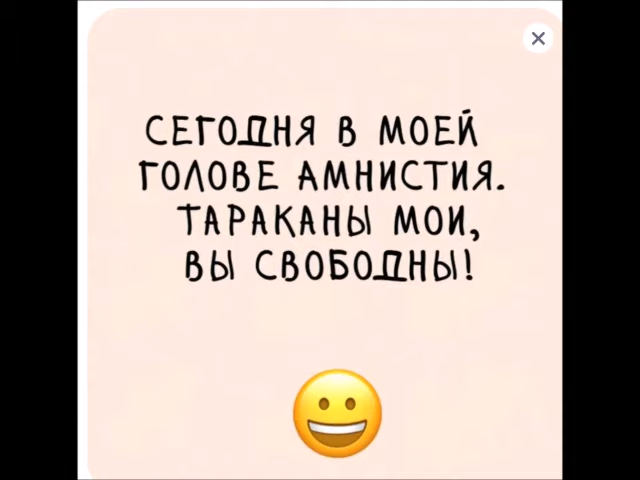 СЕГОДНЯ В МОЕЙ
ГОЛОВЕ АМНИСТИЯ.
ТАРАКАНЫ МОИ,
ВЫ СВОБОДНЫ!